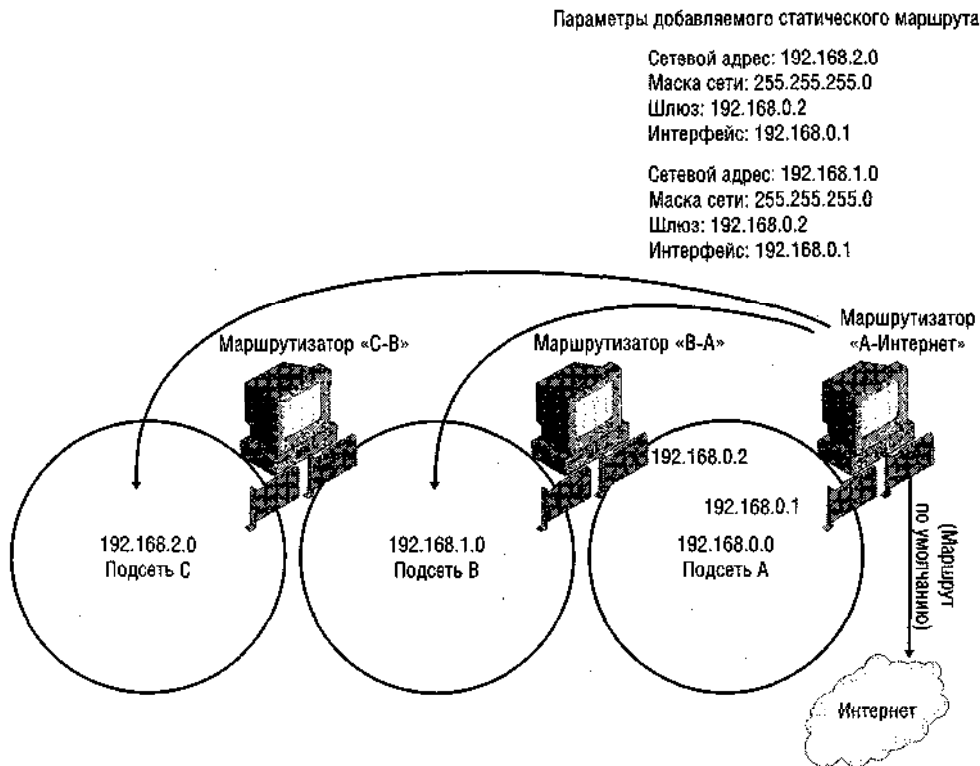 Параметры добавляемого статического маршрута
Сетевой адрес: 192.168.2.0
Маска сети: 255.255.255.0
Шлюз: 192.168.0.2
Интерфейс: 192.168.0.1
Сетевой адрес: 192.168.1.0
Маска сети: 255.255.255.0
Шлюз: 192.168.0.2
Интерфейс: 192.168.0.1
Маршрутизатор «C-B»
Маршрутизатор «B-A»
Маршрутизатор
«A-Интернет»
192.168.0.2
192.168.0.1
192.168.2.0
Подсеть C
192.168.1.0
Подсеть B
192.168.0.0
Подсеть A
(Маршрут
по умолчанию)
Интернет